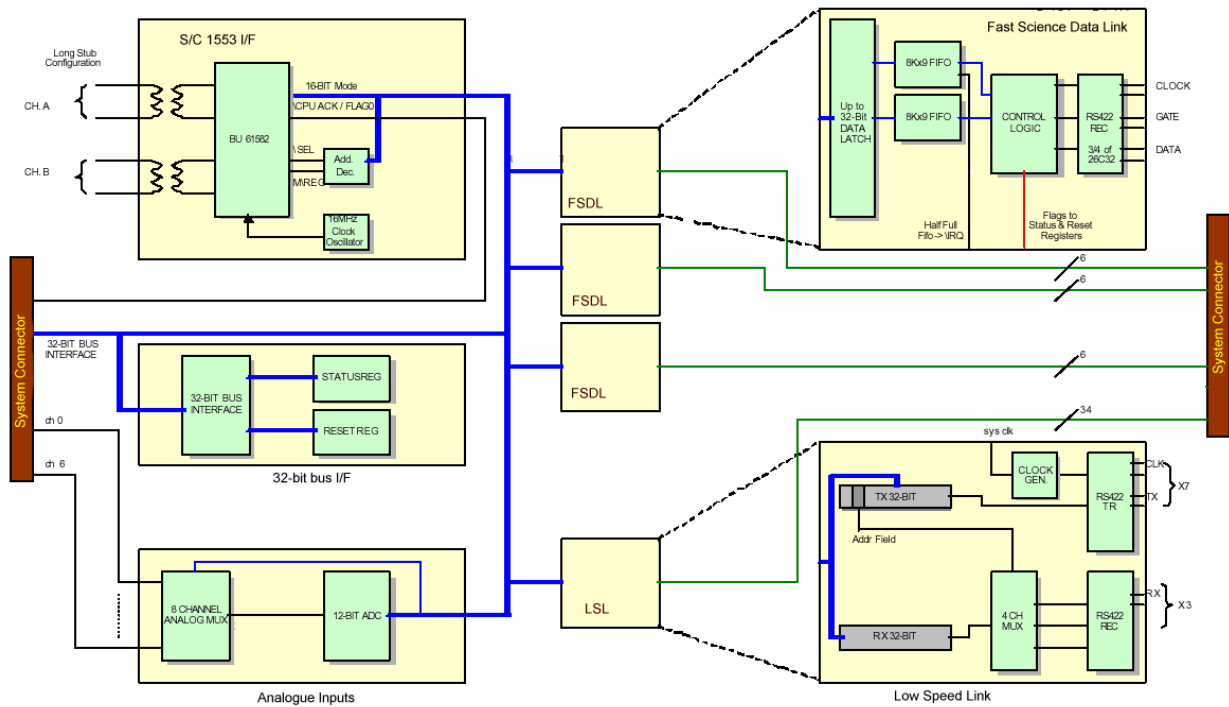 S/C 1553 I/F
Long Stub
Configuration
CH. A
CH. B
BU 61582
16-BIT Mode
\CPU ACK / FLAG0
\SEL
M\REG
Add.
Dec.
16MHz
Clock
Oscillator
System Connector
32-BIT BUS
INTERFACE
ch 0
ch 6
32-BIT BUS
INTERFACE
STATUSREG
RESET REG
32-bit bus I/F
8 CHANNEL
ANALOG MUX
12-BIT ADC
Analogue Inputs
FSDL
FSDL
FSDL
LSL
Fast Science Data Link
Up to
32-Bit
DATA
LATCH
8Kx9 FIFO
8Kx9 FIFO
CONTROL
LOGIC
RS422
REC
3/4 of
26C32
CLOCK
GATE
DATA
Half Full
Fifo-> \IRQ
Flags to
Status & Reset
Registers
6
6
6
34
System Connector
sys clk
CLOCK
GEN.
TX 32-BIT
Addr Field
RS422
TR
CLK
TX
X7
RX 32-BIT
4 CH
MUX
RS422
REC
RX
X3
Low Speed Link